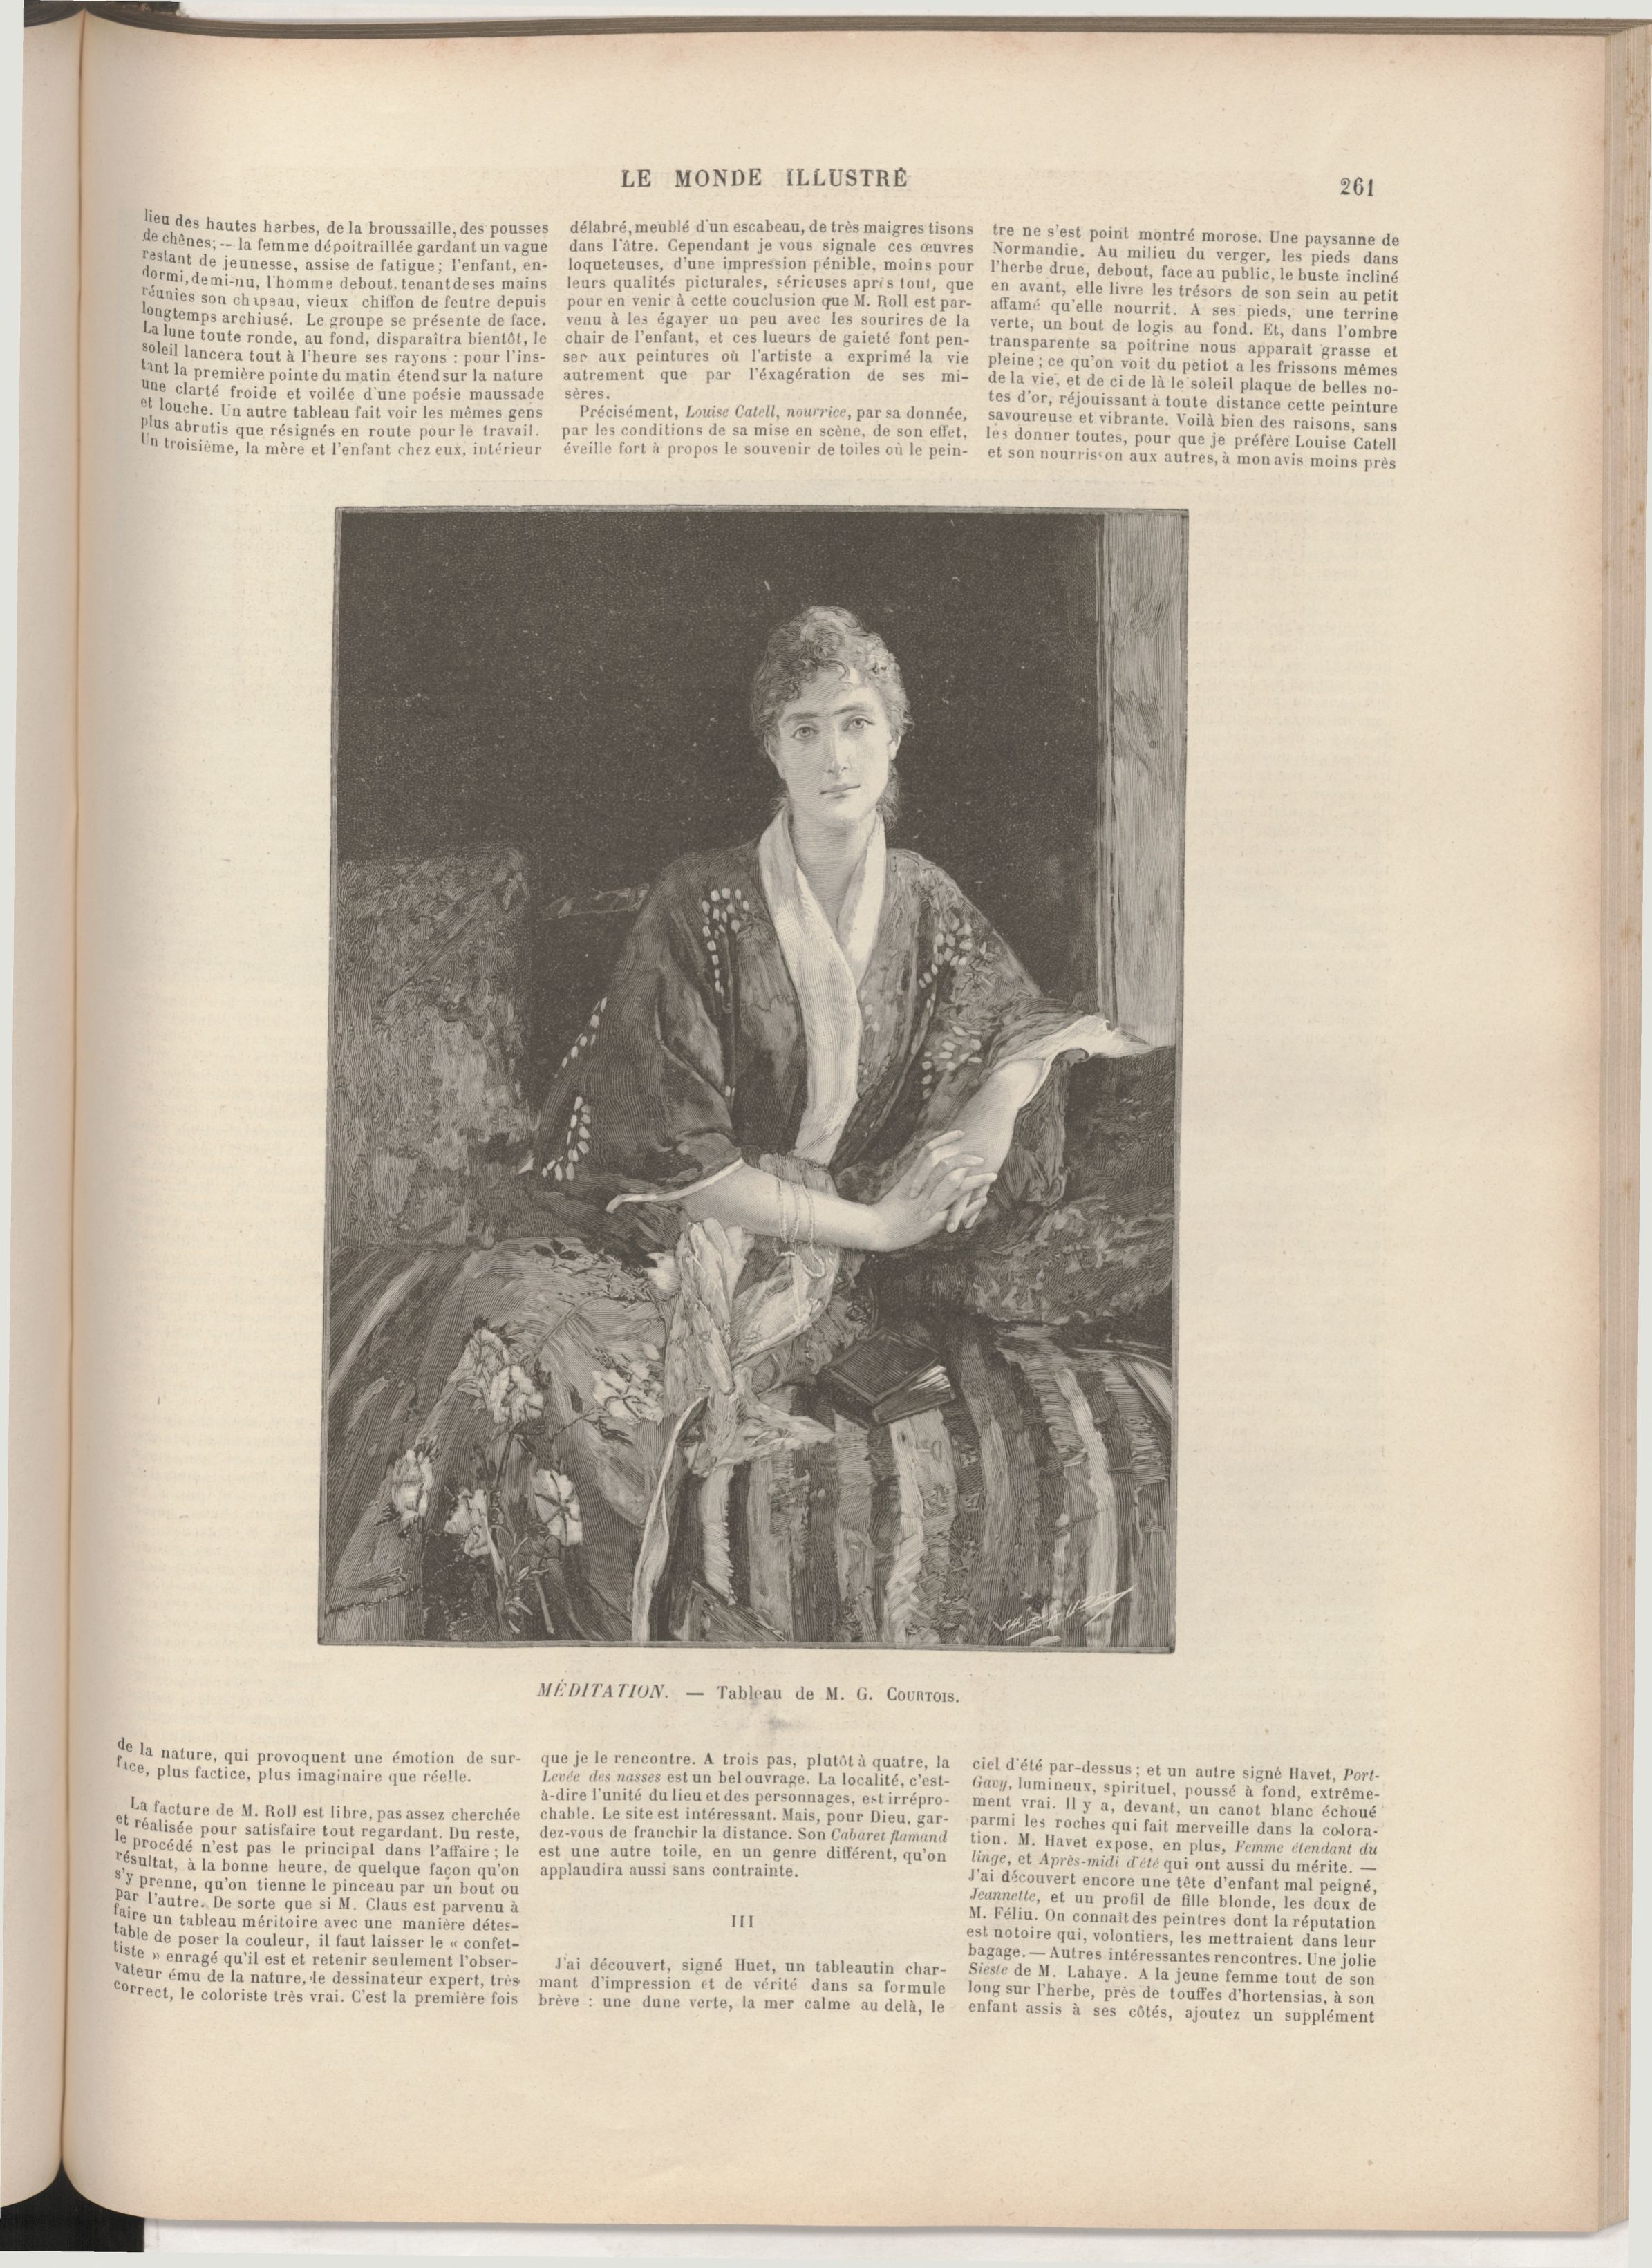 LE MONDE ILLUSTRÉ
261
lieu des hautes herbes, de la broussaille, des pousses
de chênes; -- la femme dépoitraillée gardant un vague
restant de jeunesse, assise de fatigue; l'enfant, en-
dormi, demi-nu, l'homme debout, tenant de ses mains
réunies son chapeau, vieux chiffon de feutre depuis
longtemps archiusé. Le groupe se présente de face.
La lune toute ronde, au fond, disparaîtra bientôt, le
soleil lancera tout à l'heure ses rayons : pour l'ins-
tant la première pointe du matin étend sur la nature
une clarté froide et voilée d'une poésie maussade
et louche. Un autre tableau fait voir les mêmes gens
plus abrutis que résignés en route pour le travail.
Un troisième, la mère et l'enfant chez eux, intérieur
délabré, meublé d'un escabeau, de très maigres tisons
dans l'âtre. Cependant je vous signale ces œuvres
loqueteuses, d'une impression pénible, moins pour
leurs qualités picturales, sérieuses après tout, que
pour en venir à cette couclusion que M. Roll est par-
venu à les égayer un peu avec les sourires de la
chair de l'enfant, et ces lueurs de gaieté font pen-
ser aux peintures où l'artiste a exprimé la vie
autrement que par l'éxagération de ses mi-
sères.
Précisément, Louise Catell, nourrice, par sa donnée,
par les conditions de sa mise en scène, de son effet,
éveille fort à propos le souvenir de toiles où le pein-
tre ne s'est point montré morose. Une paysanne de
Normandie. Au milieu du verger, les pieds dans
l'herbe drue, debout, face au public, le buste incliné
en avant, elle livre les trésors de son sein au petit
affamé qu'elle nourrit. A ses pieds, une terrine
verte, un bout de logis au fond. Et, dans l'ombre
transparente sa poitrine nous apparaît grasse et
pleine ; ce qu'on voit du petiot a les frissons mêmes
de la vie, et de ci de là le soleil plaque de belles no-
tes d'or, réjouissant à toute distance cette peinture
savoureuse et vibrante. Voilà bien des raisons, sans
les donner toutes, pour que je préfère Louise Catell
et son nourrisson aux autres, à mon avis moins près
MÉDITATION. — Tableau de M. G. COURTOIS.
de la nature, qui provoquent une émotion de sur-
face, plus factice, plus imaginaire que réelle.
La facture de M. Roll est libre, pas assez cherchée
et réalisée pour satisfaire tout regardant. Du reste,
le procédé n'est pas le principal dans l'affaire ; le
résultat, à la bonne heure, de quelque façon qu'on
s'y prenne, qu'on tienne le pinceau par un bout ou
par l'autre. De sorte que si M. Claus est parvenu à
faire un tableau méritoire avec une manière détes-
table de poser la couleur, il faut laisser le « confet-
tiste » enragé qu'il est et retenir seulement l'obser-
vateur ému de la nature, le dessinateur expert, très
correct, le coloriste très vrai. C'est la première fois
que je le rencontre. A trois pas, plutôt à quatre, la
Levée des nasses est un bel ouvrage. La localité, c'est-
à-dire l'unité du lieu et des personnages, est irrépro-
chable. Le site est intéressant. Mais, pour Dieu, gar-
dez-vous de franchir la distance. Son Cabaret flamand
est une autre toile, en un genre différent, qu'on
applaudira aussi sans contrainte.
III
J'ai découvert, signé Huet, un tableautin char-
mant d'impression et de vérité dans sa formule
brève : une dune verte, la mer calme au delà, le
ciel d'été par-dessus ; et un autre signé Havet, Port-
Gavy, lumineux, spirituel, poussé à fond, extrême-
ment vrai. Il y a, devant, un canot blanc échoué
parmi les roches qui fait merveille dans la colora-
tion. M. Havet expose, en plus, Femme étendant du
linge, et Après-midi d'été qui ont aussi du mérite. —
J'ai découvert encore une tête d'enfant mal peigné,
Jeannette, et un profil de fille blonde, les deux de
M. Féliu. On connaît des peintres dont la réputation
est notoire qui, volontiers, les mettraient dans leur
bagage. — Autres intéressantes rencontres. Une jolie
Sieste de M. Lahaye. A la jeune femme tout de son
long sur l'herbe, près de touffes d'hortensias, à son
enfant assis à ses côtés, ajoutez un supplément